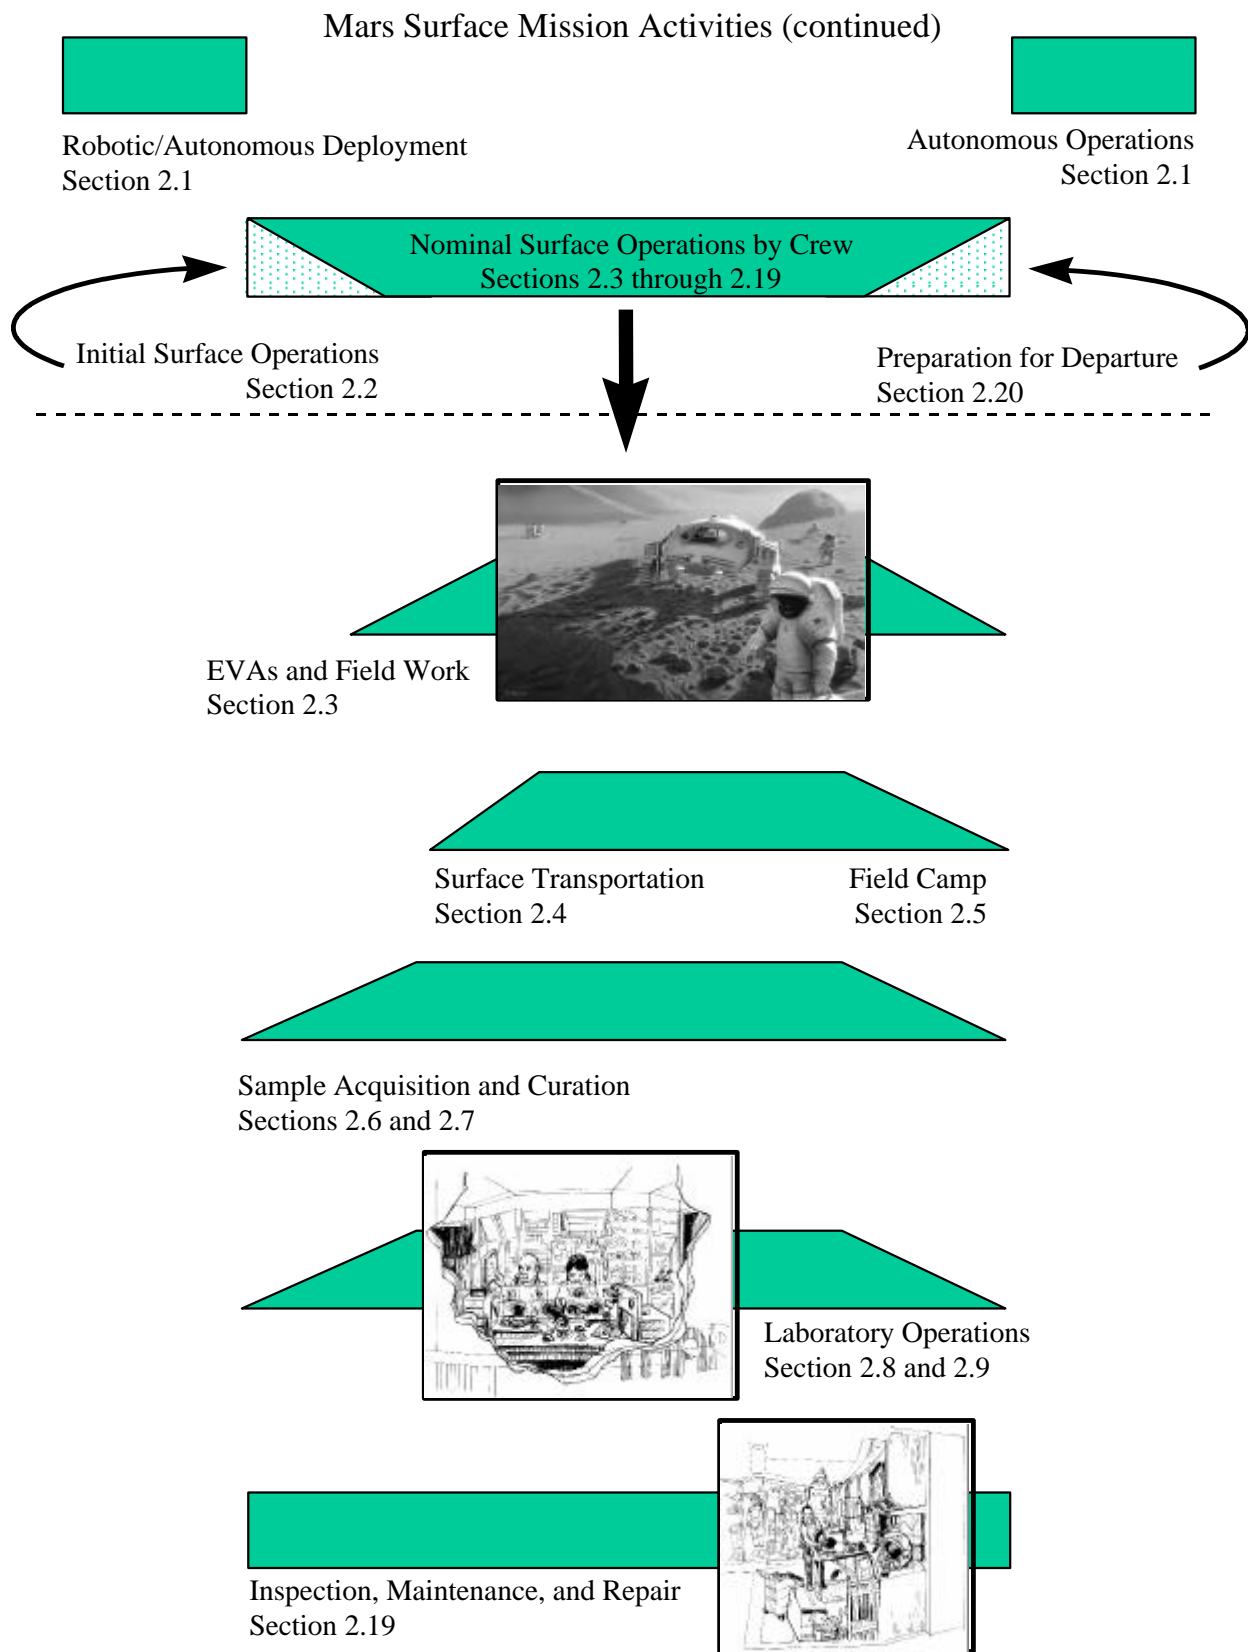 Mars Surface Mission Activities (continued)
Robotic/Autonomous Deployment
Section 2.1
Autonomous Operations
Section 2.1
Nominal Surface Operations by Crew
Sections 2.3 through 2.19
Initial Surface Operations
Section 2.2
Preparation for Departure
Section 2.20
EVAs and Field Work
Section 2.3
Surface Transportation
Section 2.4
Field Camp
Section 2.5
Sample Acquisition and Curation
Sections 2.6 and 2.7
Laboratory Operations
Section 2.8 and 2.9
Inspection, Maintenance, and Repair
Section 2.19